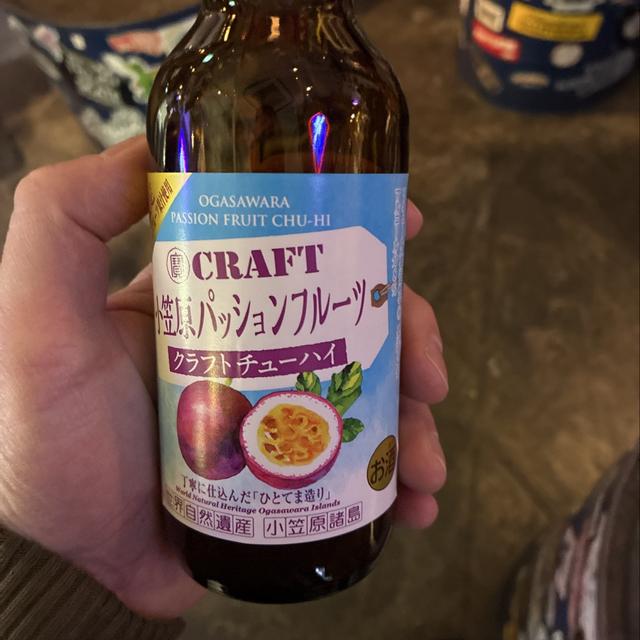 OGASAWARA
PASSION FRUIT CHU-HI
寶 CRAFT
小笠原パッションフルーツ
クラフトチューハイ
丁寧に仕込んだ「ひとてま造り」
World Natural Heritage Ogasawara Islands
世界自然遺産 小笠原諸島
お酒